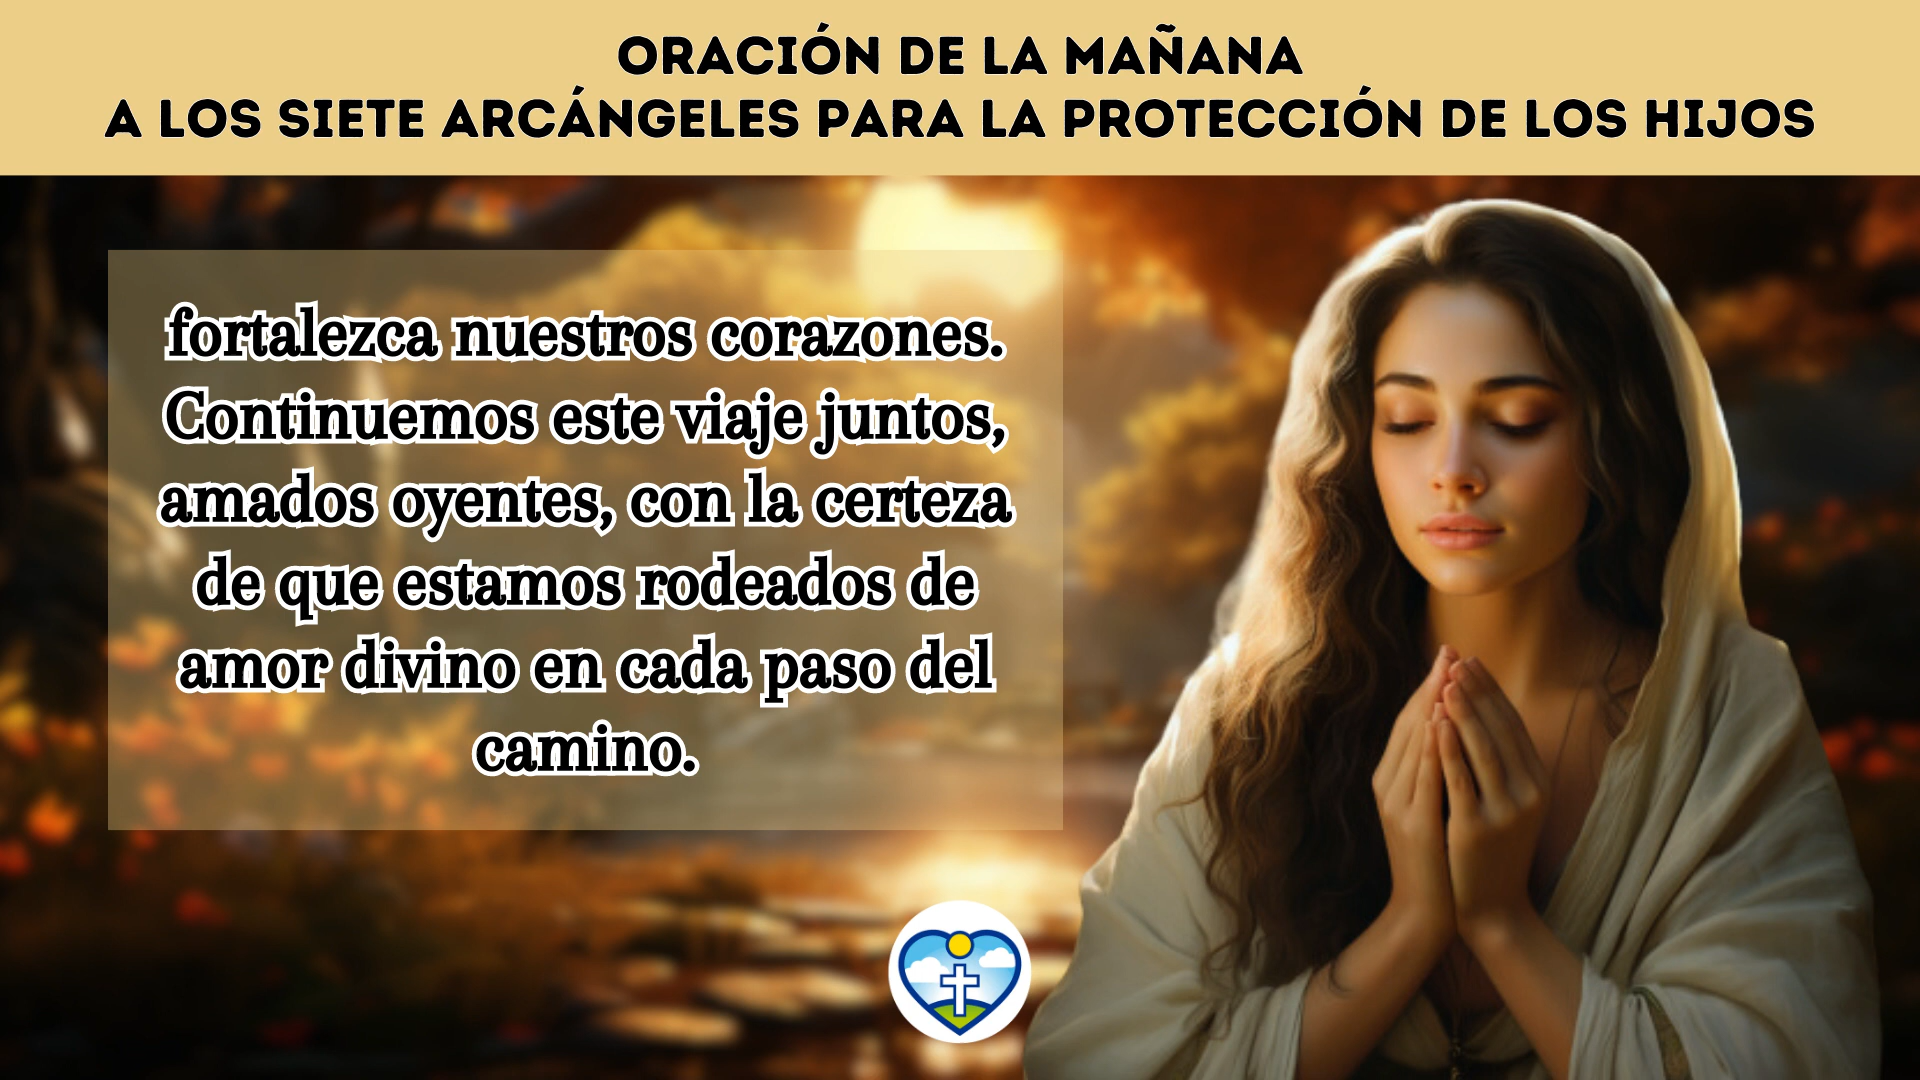 ORACIÓN DE LA MAÑANA
A LOS SIETE ARCÁNGELES PARA LA PROTECCIÓN DE LOS HIJOS
fortalezca nuestros corazones.
Continuemos este viaje juntos,
amados oyentes, con la certeza
de que estamos rodeados de
amor divino en cada paso del
camino.